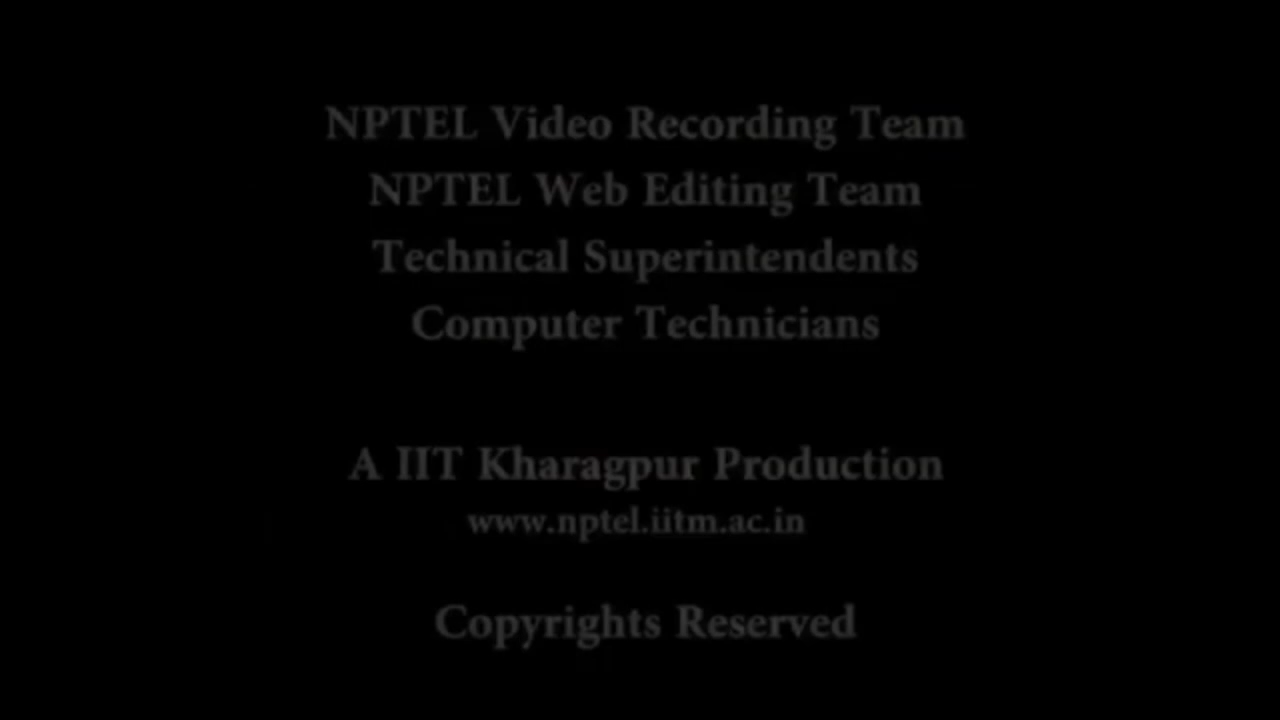 NPTEL Video Recording Team
NPTEL Web Editing Team
Technical Superintendents
Computer Technicians
A IIT Kharagpur Production
www.nptel.iitm.ac.in
Copyrights Reserved